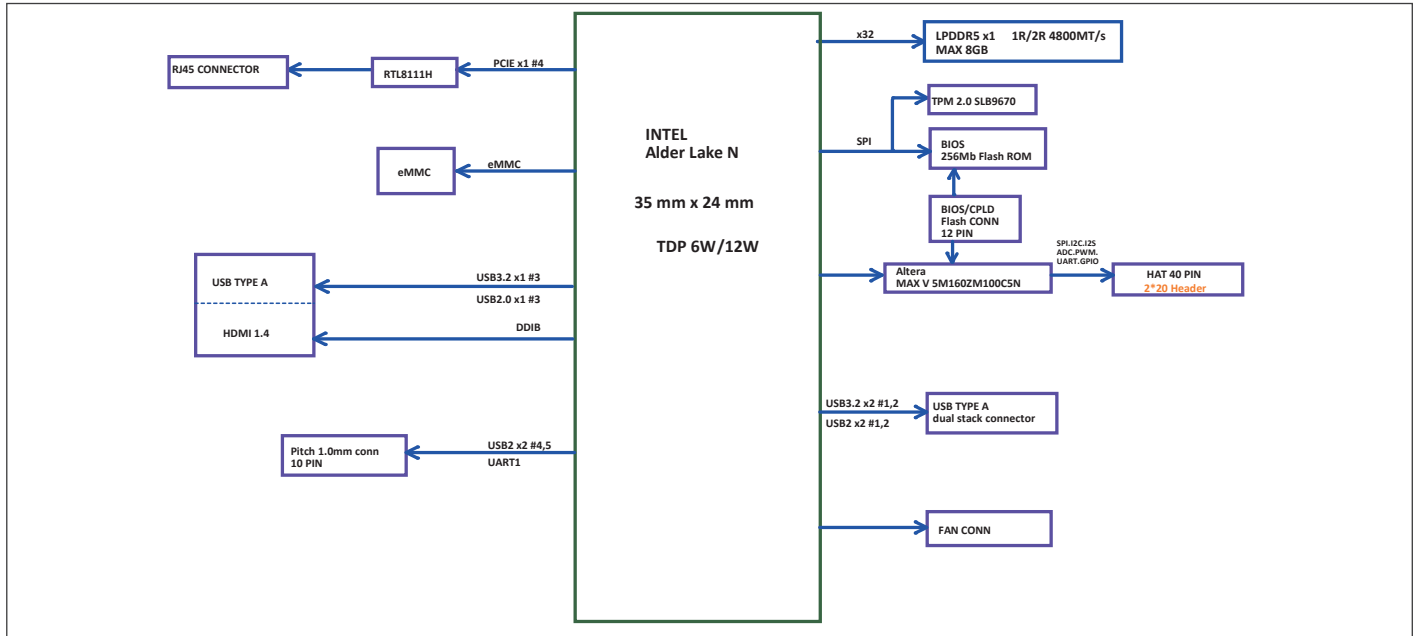 RJ45 CONNECTOR
RTL8111H
PCIE x1 #4
eMMC
eMMC
USB TYPE A
HDMI 1.4
USB3.2 x1 #3
USB2.0 x1 #3
DDIB
Pitch 1.0mm conn
10 PIN
USB2 x2 #4,5
UART1
INTEL
Alder Lake N
35 mm x 24 mm
TDP 6W/12W
x32
LPDDR5 x1 1R/2R 4800MT/s
MAX 8GB
TPM 2.0 SLB9670
SPI
BIOS
256Mb Flash ROM
BIOS/CPLD
Flash CONN
12 PIN
Altera
MAX V 5M160ZM100C5N
SPI.I2C.I2S
ADC.PWM.
UART.GPIO
HAT 40 PIN
2*20 Header
USB3.2 x2 #1,2
USB2 x2 #1,2
USB TYPE A
dual stack connector
FAN CONN